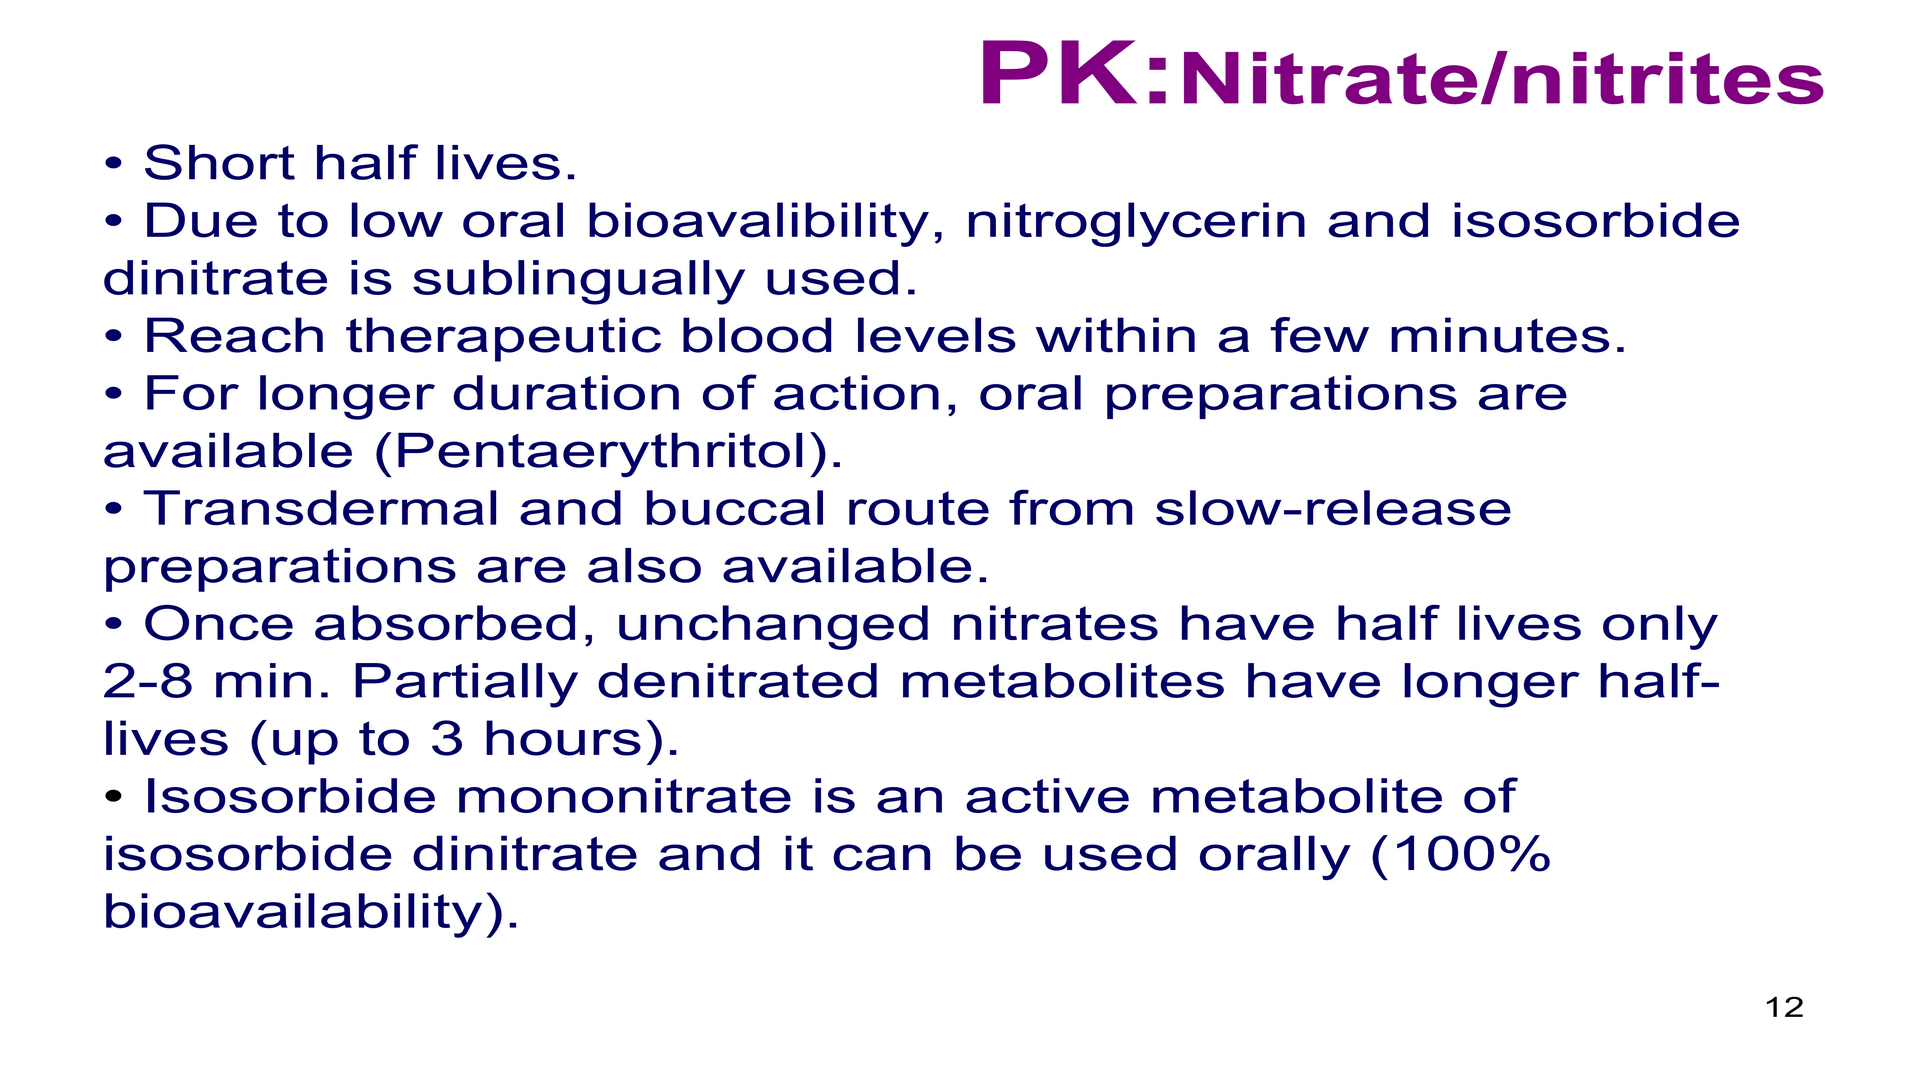 PK:Nitrate/nitrites
• Short half lives.
• Due to low oral bioavalibility, nitroglycerin and isosorbide
dinitrate is sublingually used.
• Reach therapeutic blood levels within a few minutes.
• For longer duration of action, oral preparations are
available (Pentaerythritol).
• Transdermal and buccal route from slow-release
preparations are also available.
• Once absorbed, unchanged nitrates have half lives only
2-8 min. Partially denitrated metabolites have longer half-
lives (up to 3 hours).
• Isosorbide mononitrate is an active metabolite of
isosorbide dinitrate and it can be used orally (100%
bioavailability).
12